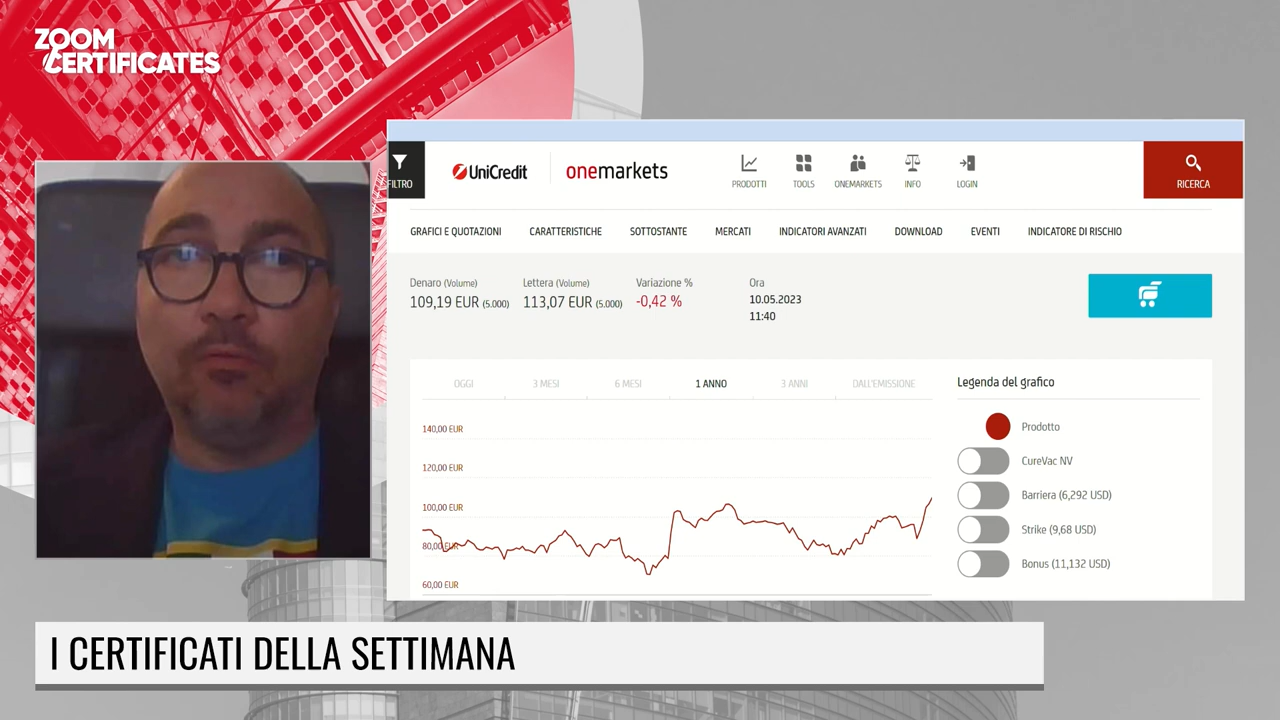 ZOOM
CERTIFICATES
FILTRO
UniCredit
onemarkets
PRODOTTI
TOOLS
ONEMARKETS
INFO
LOGIN
RICERCA
GRAFICI E QUOTAZIONI
CARATTERISTICHE
SOTTOSTANTE
MERCATI
INDICATORI AVANZATI
DOWNLOAD
EVENTI
INDICATORE DI RISCHIO
Denaro (Volume)
109,19 EUR (5.000)
Lettera (Volume)
113,07 EUR (5.000)
Variazione %
-0,42 %
Ora
10.05.2023
11:40
OGGI
3 MESI
6 MESI
1 ANNO
3 ANNI
DALL'EMISSIONE
140,00 EUR
120,00 EUR
100,00 EUR
80,00 EUR
60,00 EUR
Legenda del grafico
Prodotto
CureVac NV
Barriera (6,292 USD)
Strike (9,68 USD)
Bonus (11,132 USD)
I CERTIFICATI DELLA SETTIMANA